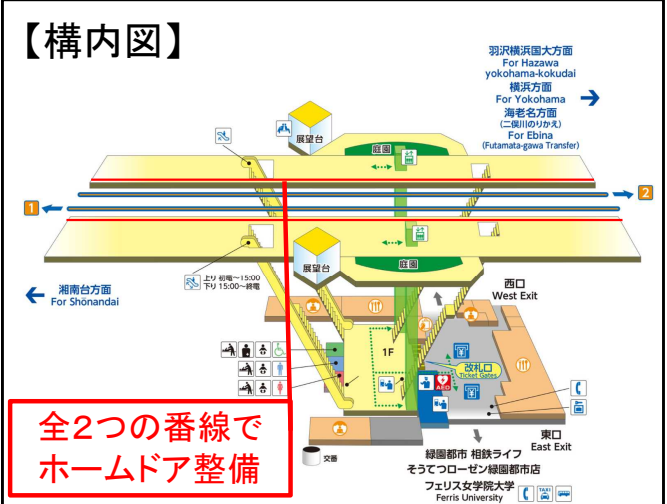 【構内図】
羽沢横浜国大方面
For Hazawa
yokohama-kokudai
横浜方面
For Yokohama
海老名方面
(二俣川のりかえ)
For Ebina
(Futamata-gawa Transfer)
展望台
庭園
1
2
展望台
庭園
上り 初電~15:00
下り 15:00~終電
湘南台方面
For Shōnandai
西口
West Exit
1F
改札口
Ticket Gates
AED
全2つの番線で
ホームドア整備
交番
東口
East Exit
緑園都市 相鉄ライフ
そうてつローゼン緑園都市店
フェリス女学院大学
Ferris University
TAXI